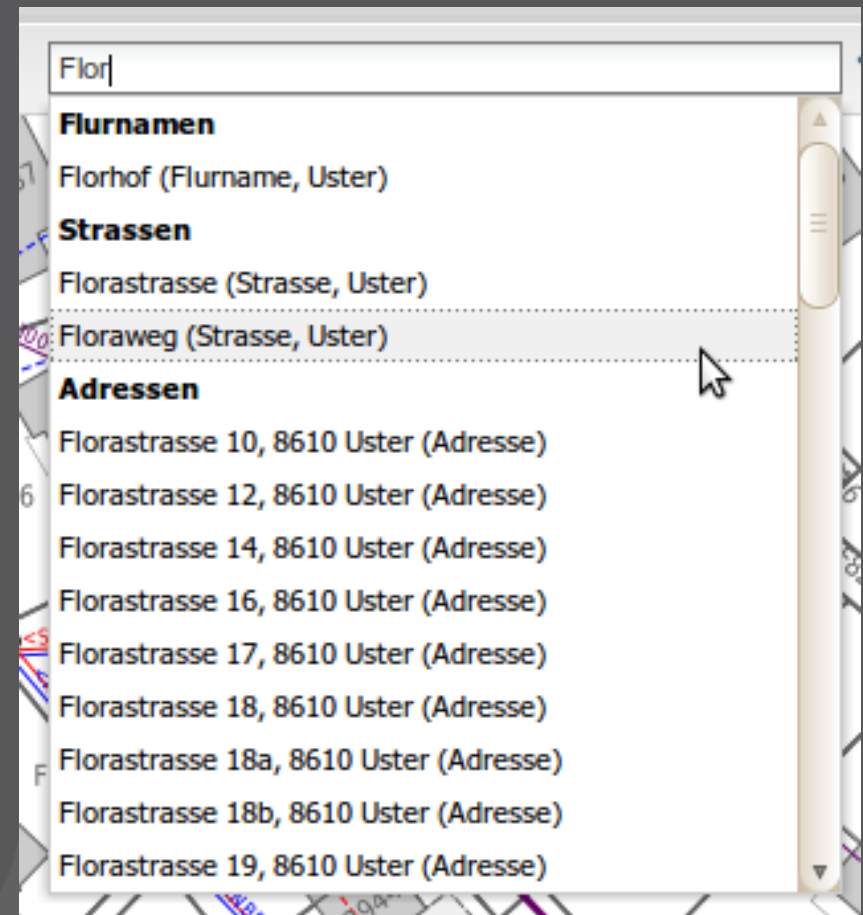 Flor
Flurnamen
Florhof (Flurname, Uster)
Strassen
Florastrasse (Strasse, Uster)
Floraweg (Strasse, Uster)
Adressen
Florastrasse 10, 8610 Uster (Adresse)
Florastrasse 12, 8610 Uster (Adresse)
Florastrasse 14, 8610 Uster (Adresse)
Florastrasse 16, 8610 Uster (Adresse)
Florastrasse 17, 8610 Uster (Adresse)
Florastrasse 18, 8610 Uster (Adresse)
Florastrasse 18a, 8610 Uster (Adresse)
Florastrasse 18b, 8610 Uster (Adresse)
Florastrasse 19, 8610 Uster (Adresse)